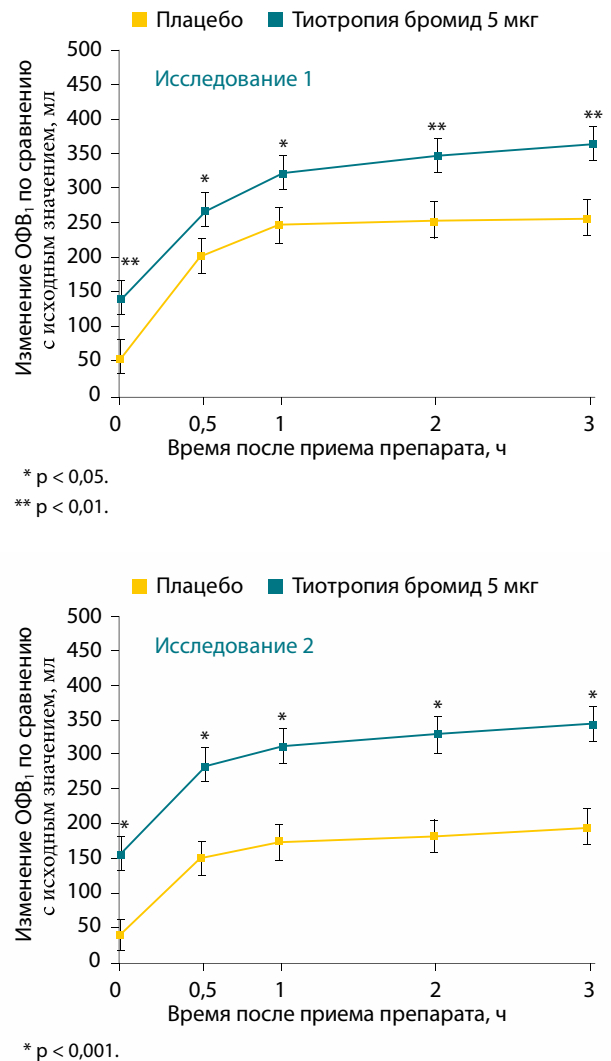 Плацебо Тиотропия бромид 5 мкг
Изменение ОФВ₁ по сравнению
с исходным значением, мл
500
450
400
350
300
250
200
150
100
50
0
Исследование 1
**
*
*
**
**
0 0,5 1 2 3
Время после приема препарата, ч
* p < 0,05.
** p < 0,01.
Плацебо Тиотропия бромид 5 мкг
Изменение ОФВ₁ по сравнению
с исходным значением, мл
500
450
400
350
300
250
200
150
100
50
0
Исследование 2
*
*
*
*
*
0 0,5 1 2 3
Время после приема препарата, ч
* p < 0,001.